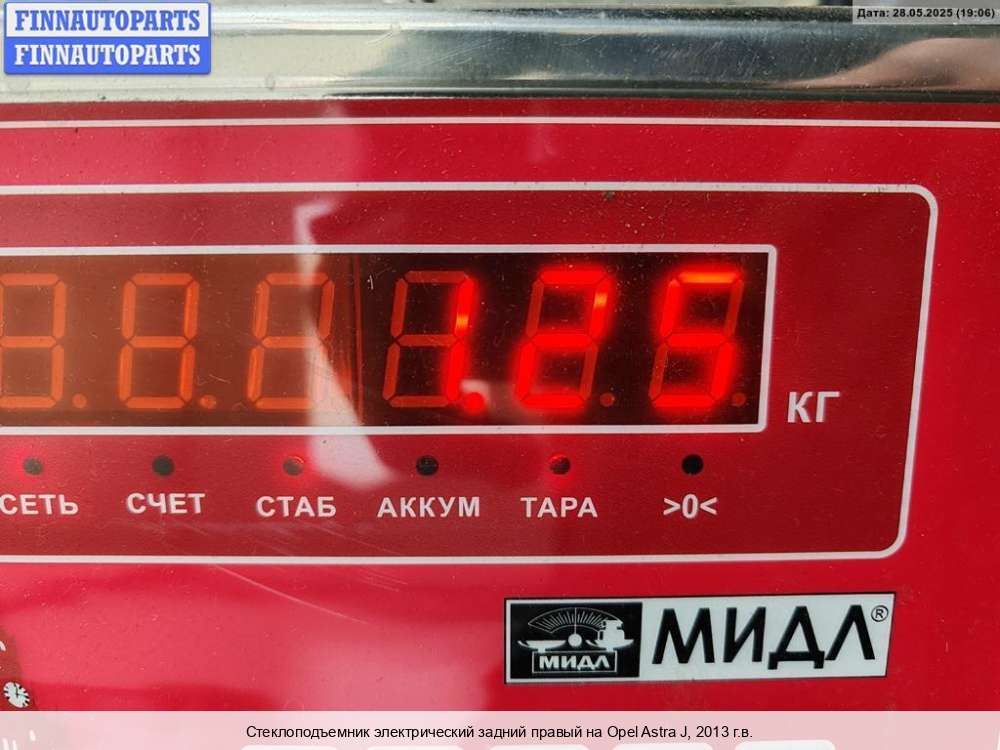 FINNAUTOPARTS
FINNAUTOPARTS
Дата: 28.05.2025 (19:06)
1.25
КГ
СЕТЬ СЧЕТ СТАБ АККУМ ТАРА >0<
МИДЛ МИДЛ®
Стеклоподъемник электрический задний правый на Opel Astra J, 2013 г.в.